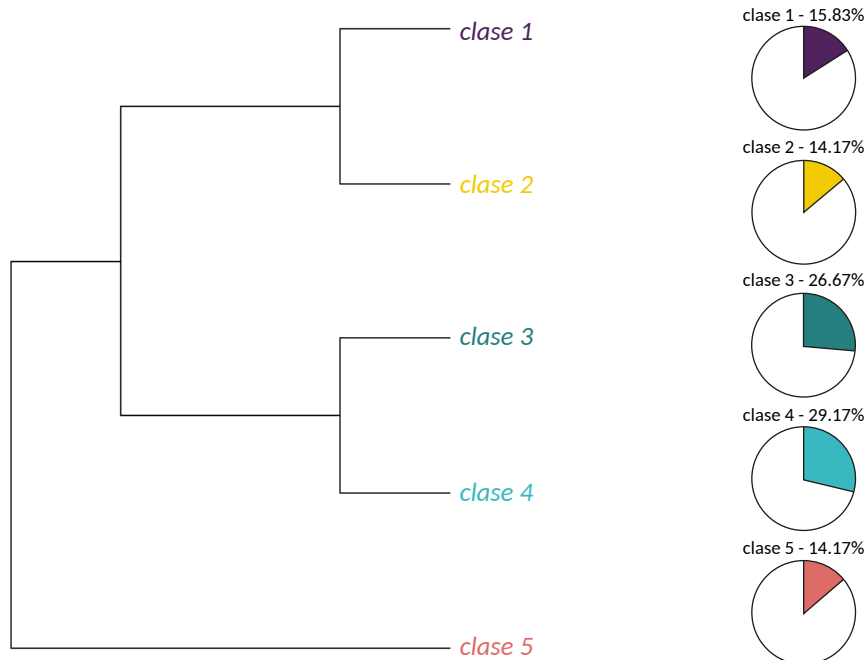 clase 1
clase 2
clase 3
clase 4
clase 5
clase 1 - 15.83%
clase 2 - 14.17%
clase 3 - 26.67%
clase 4 - 29.17%
clase 5 - 14.17%